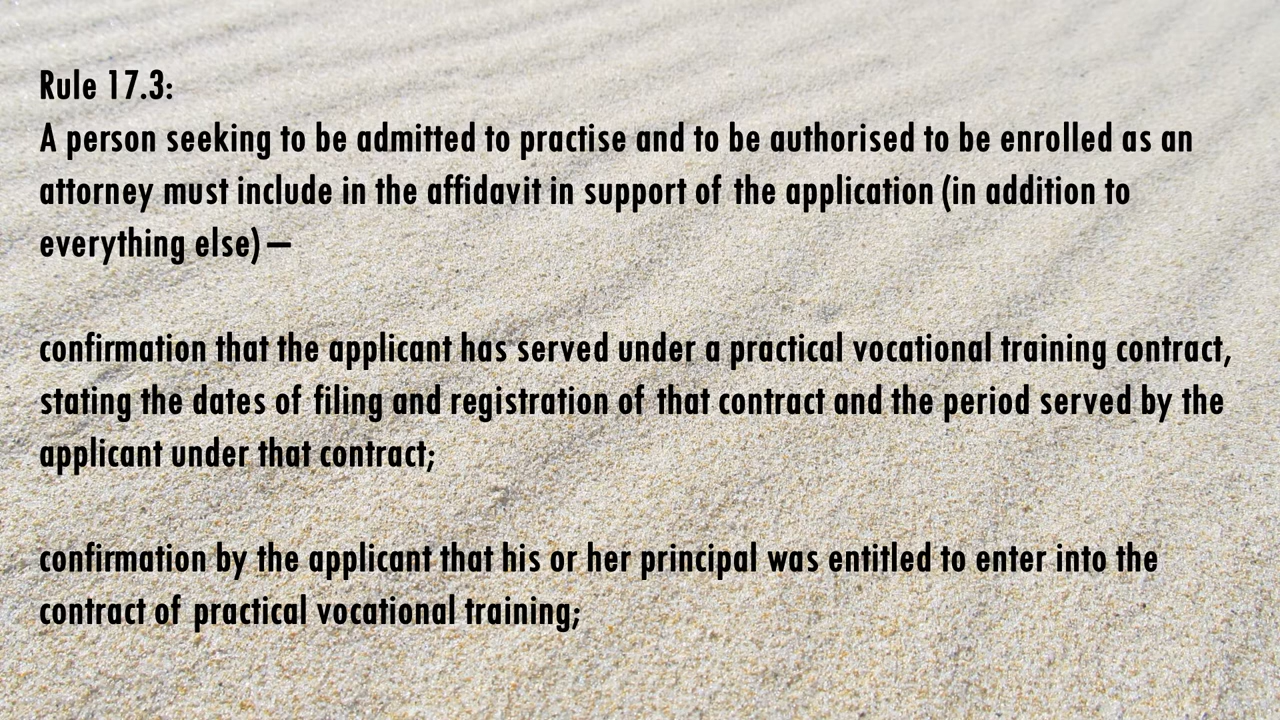 Rule 17.3:
A person seeking to be admitted to practise and to be authorised to be enrolled as an
attorney must include in the affidavit in support of the application (in addition to
everything else) –
confirmation that the applicant has served under a practical vocational training contract,
stating the dates of filing and registration of that contract and the period served by the
applicant under that contract;
confirmation by the applicant that his or her principal was entitled to enter into the
contract of practical vocational training;